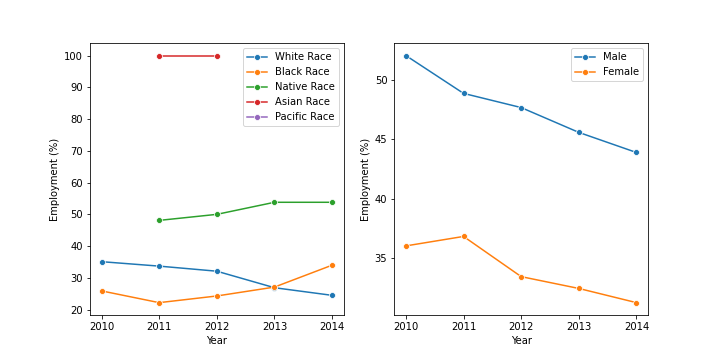 100
90
80
70
60
50
40
30
20
Employment (%)
2010 2011 2012 2013 2014
Year
White Race
Black Race
Native Race
Asian Race
Pacific Race
50
45
40
35
Employment (%)
2010 2011 2012 2013 2014
Year
Male
Female